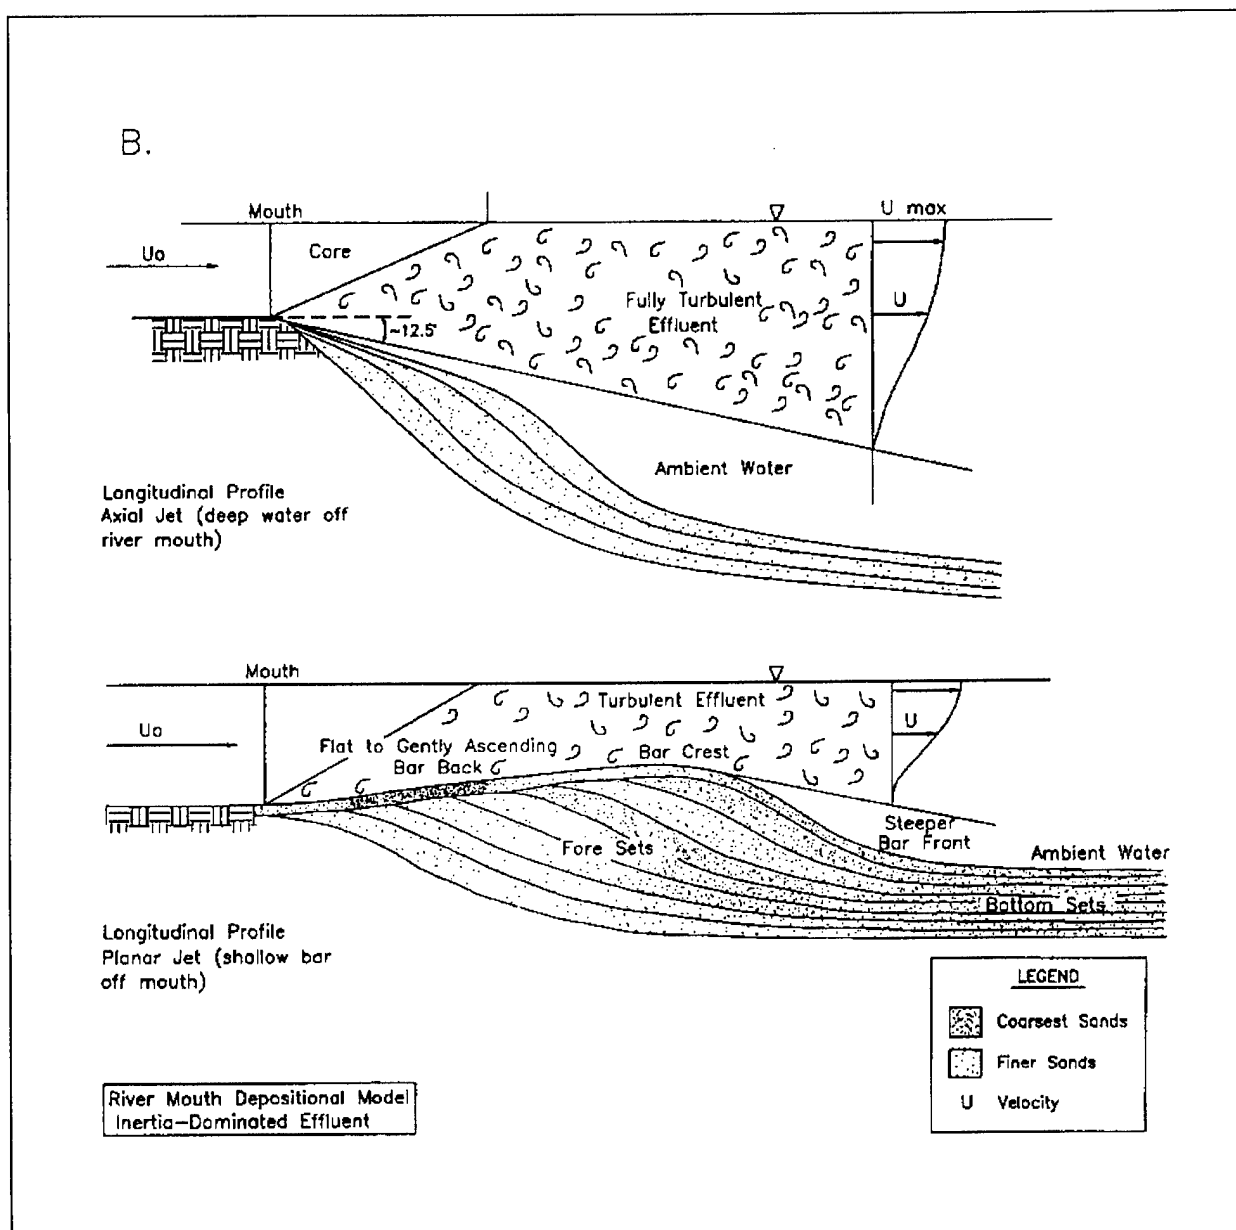 B.
Mouth
U max
Uo
Core
Fully Turbulent
Effluent
U
~12.5°
Ambient Water
Longitudinal Profile
Axial Jet (deep water off
river mouth)
Mouth
Uo
Turbulent Effluent
U
Flat to Gently Ascending
Bar Back
Bar Crest
Steeper
Bar Front
Fore Sets
Ambient Water
Bottom Sets
Longitudinal Profile
Planar Jet (shallow bar
off mouth)
LEGEND
Coarsest Sands
Finer Sands
U Velocity
River Mouth Depositional Model
Inertia-Dominated Effluent